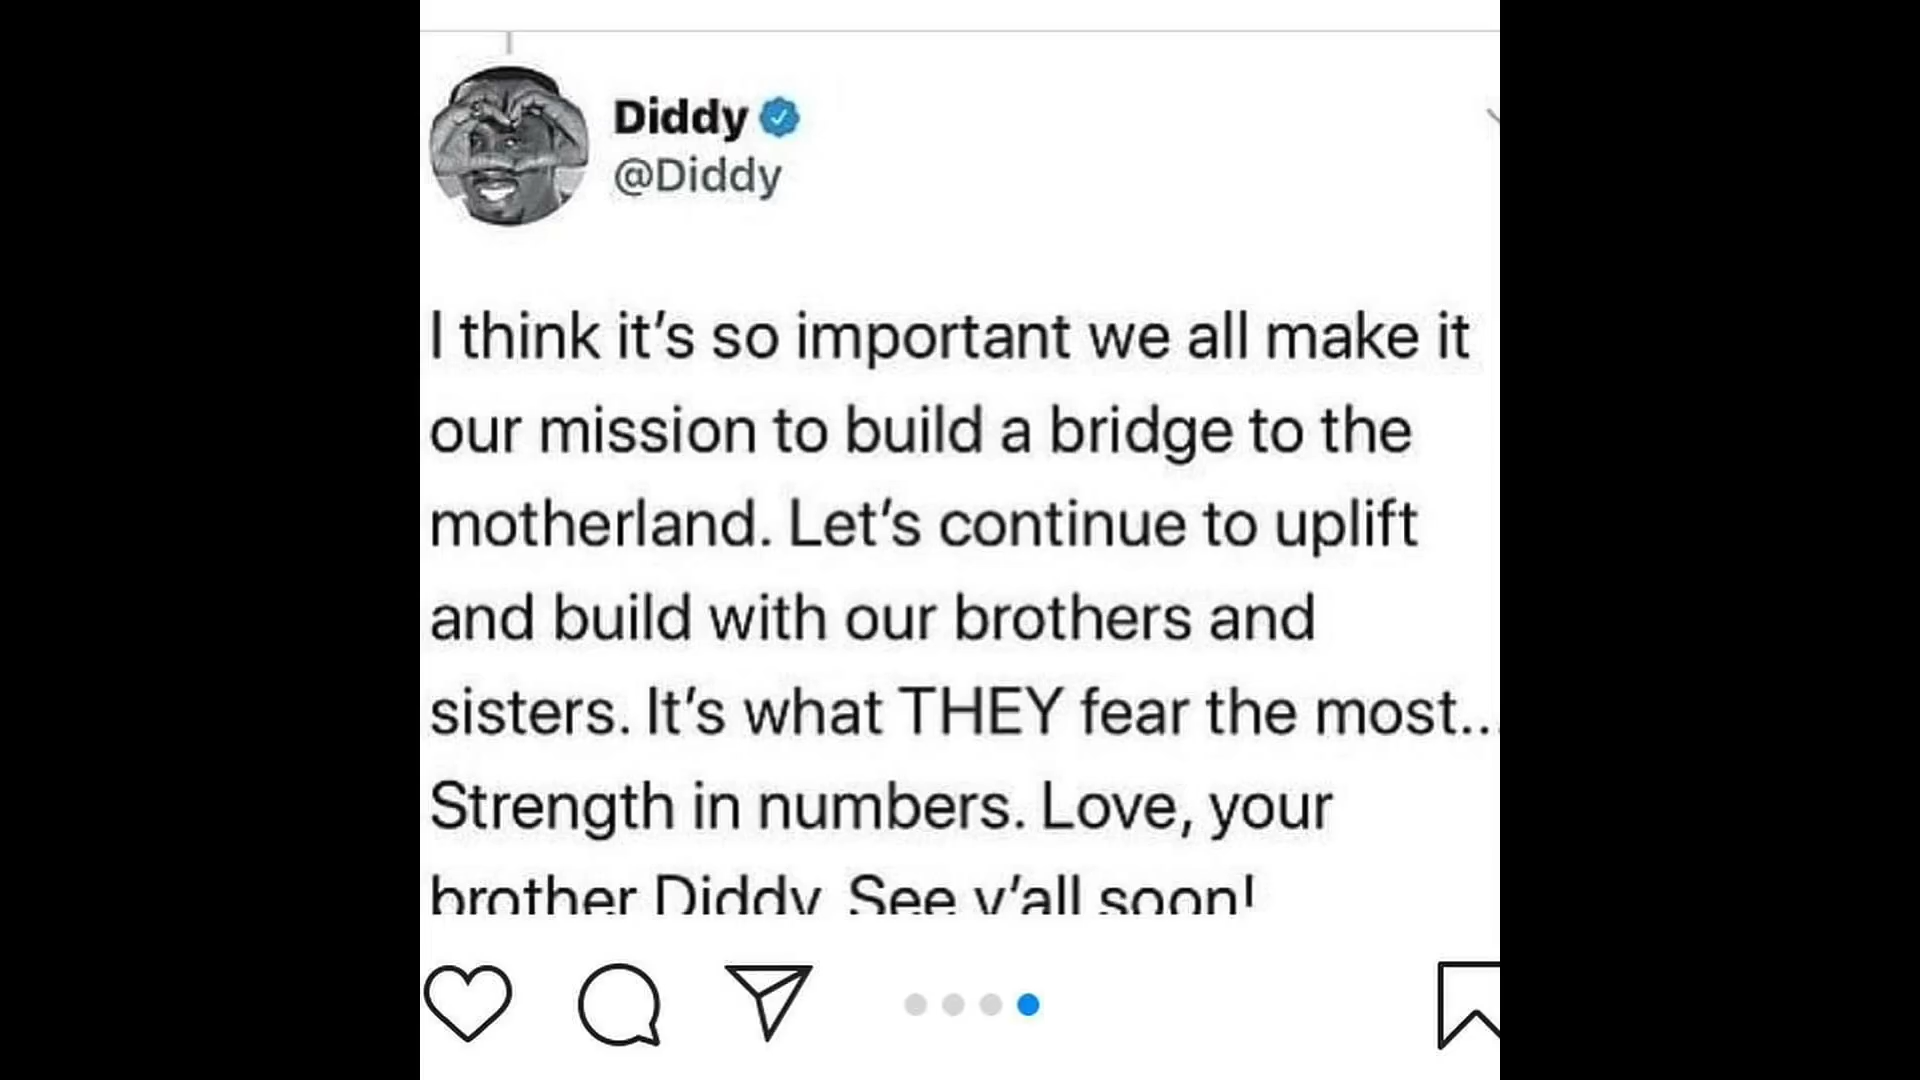 Diddy
@Diddy
I think it's so important we all make it
our mission to build a bridge to the
motherland. Let's continue to uplift
and build with our brothers and
sisters. It's what THEY fear the most...
Strength in numbers. Love, your
brother Diddy See y'all soon!